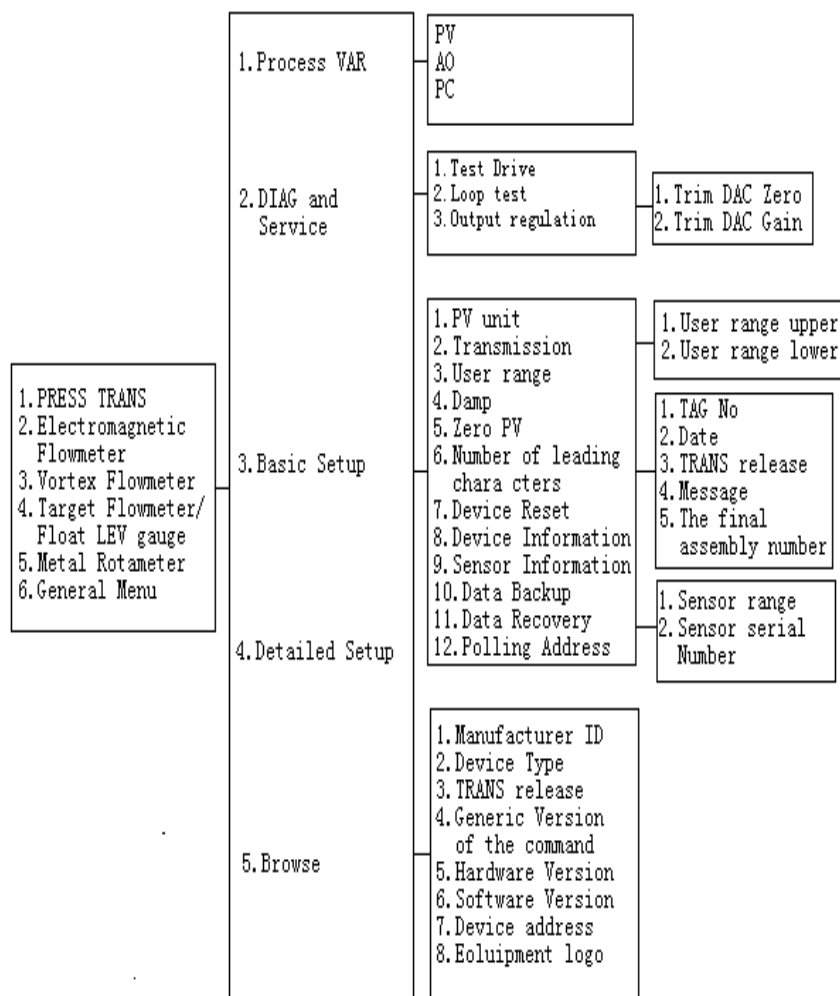 1.PRESS TRANS
2.Electromagnetic
Flowmeter
3.Vortex Flowmeter
4.Target Flowmeter/
Float LEV gauge
5.Metal Rotameter
6.General Menu
1.Process VAR
2.DIAG and
Service
3.Basic Setup
4.Detailed Setup
5.Browse
PV
AO
PC
1.Test Drive
2.Loop test
3.Output regulation
1.Trim DAC Zero
2.Trim DAC Gain
1.PV unit
2.Transmission
3.User range
4.Damp
5.Zero PV
6.Number of leading
chara cters
7.Device Reset
8.Device Information
9.Sensor Information
10.Data Backup
11.Data Recovery
12.Polling Address
1.User range upper
2.User range lower
1.TAG No
2.Date
3.TRANS release
4.Message
5.The final
assembly number
1.Sensor range
2.Sensor serial
Number
1.Manufacturer ID
2.Device Type
3.TRANS release
4.Generic Version
of the command
5.Hardware Version
6.Software Version
7.Device address
8.Eoluipment logo